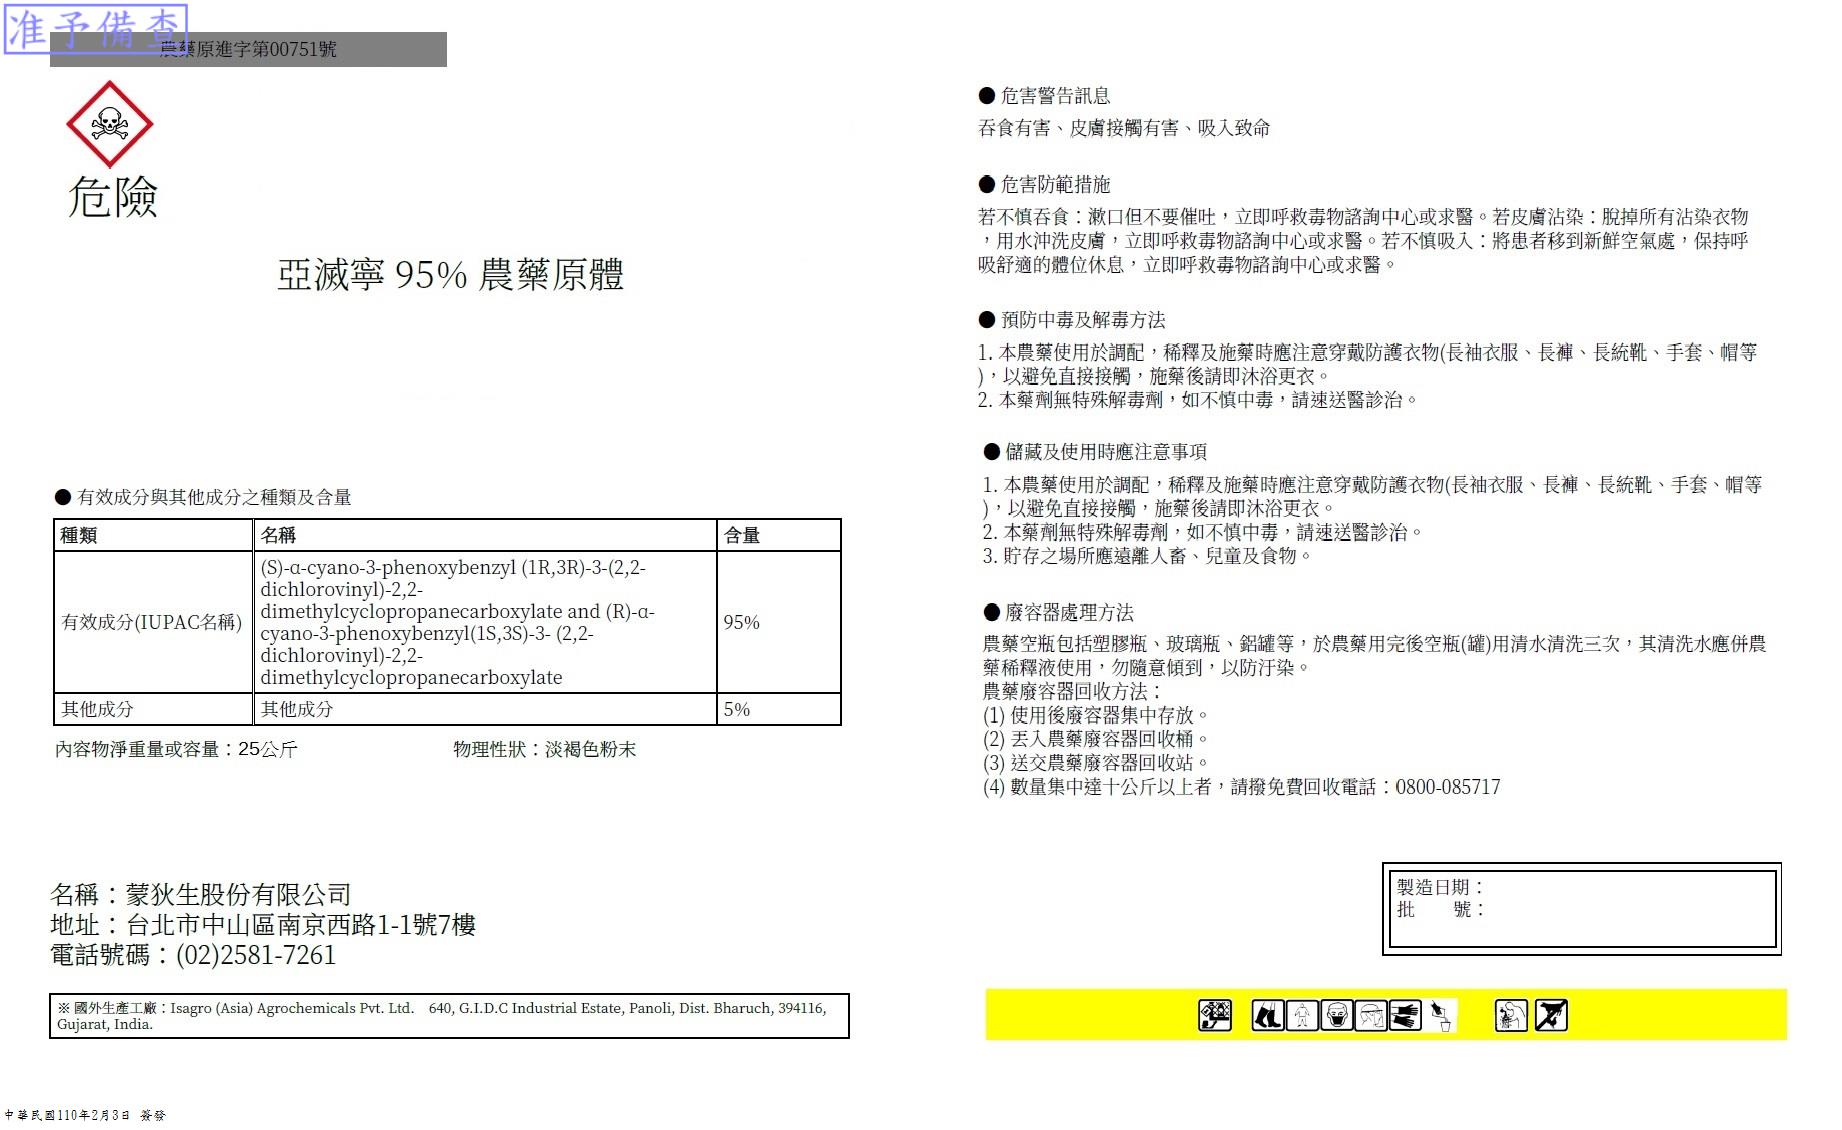 准予備查
農藥原進字第00751號
危險
亞滅寧 95% 農藥原體
● 有效成分與其他成分之種類及含量
種類 名稱 含量
有效成分(IUPAC名稱)
(S)-α-cyano-3-phenoxybenzyl (1R,3R)-3-(2,2-
dichlorovinyl)-2,2-
dimethylcyclopropanecarboxylate and (R)-α-
cyano-3-phenoxybenzyl(1S,3S)-3- (2,2-
dichlorovinyl)-2,2-
dimethylcyclopropanecarboxylate
95%
其他成分 其他成分 5%
內容物淨重量或容量：25公斤 物理性狀：淡褐色粉末
名稱：蒙狄生股份有限公司
地址：台北市中山區南京西路1-1號7樓
電話號碼：(02)2581-7261
※ 國外生產工廠：Isagro (Asia) Agrochemicals Pvt. Ltd. 640, G.I.D.C Industrial Estate, Panoli, Dist. Bharuch, 394116,
Gujarat, India.
● 危害警告訊息
吞食有害、皮膚接觸有害、吸入致命
● 危害防範措施
若不慎吞食：漱口但不要催吐，立即呼救毒物諮詢中心或求醫。若皮膚沾染：脫掉所有沾染衣物
，用水沖洗皮膚，立即呼救毒物諮詢中心或求醫。若不慎吸入：將患者移到新鮮空氣處，保持呼
吸舒適的體位休息，立即呼救毒物諮詢中心或求醫。
● 預防中毒及解毒方法
1. 本農藥使用於調配，稀釋及施藥時應注意穿戴防護衣物(長袖衣服、長褲、長統靴、手套、帽等
)，以避免直接接觸，施藥後請即沐浴更衣。
2. 本藥劑無特殊解毒劑，如不慎中毒，請速送醫診治。
● 儲藏及使用時應注意事項
1. 本農藥使用於調配，稀釋及施藥時應注意穿戴防護衣物(長袖衣服、長褲、長統靴、手套、帽等
)，以避免直接接觸，施藥後請即沐浴更衣。
2. 本藥劑無特殊解毒劑，如不慎中毒，請速送醫診治。
3. 貯存之場所應遠離人畜、兒童及食物。
● 廢容器處理方法
農藥空瓶包括塑膠瓶、玻璃瓶、鋁罐等，於農藥用完後空瓶(罐)用清水清洗三次，其清洗水應併農
藥稀釋液使用，勿隨意傾到，以防汙染。
農藥廢容器回收方法：
(1) 使用後廢容器集中存放。
(2) 丟入農藥廢容器回收桶。
(3) 送交農藥廢容器回收站。
(4) 數量集中達十公斤以上者，請撥免費回收電話：0800-085717
製造日期：
批 號：
中華民國110年2月3日 簽發